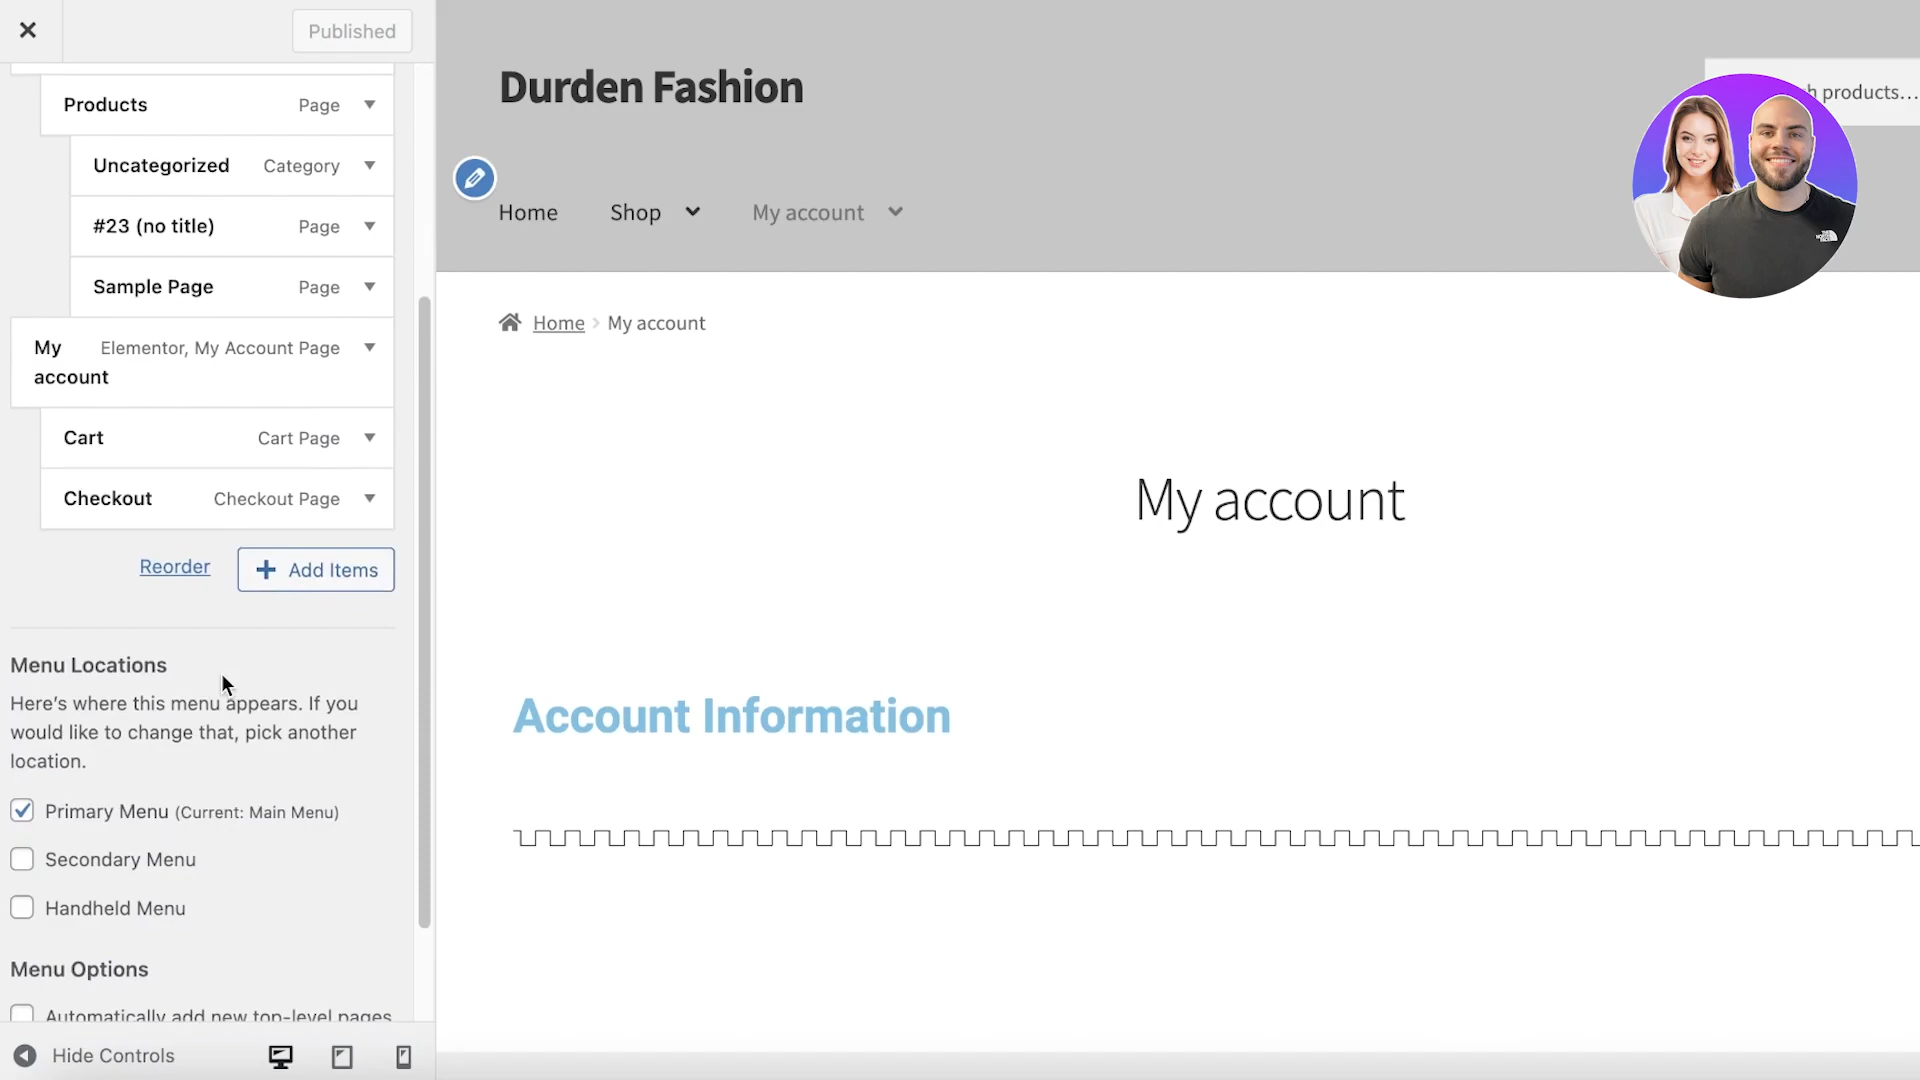 Published
Products Page
Uncategorized Category
#23 (no title) Page
Sample Page Page
My account Elementor, My Account Page
Cart Cart Page
Checkout Checkout Page
Reorder
Add Items
Menu Locations
Here's where this menu appears. If you
would like to change that, pick another
location.
Primary Menu (Current: Main Menu)
Secondary Menu
Handheld Menu
Menu Options
Automatically add new top-level pages
Hide Controls
Durden Fashion
products…
THE NORTH FACE
Home Shop My account
Home My account
My account
Account Information